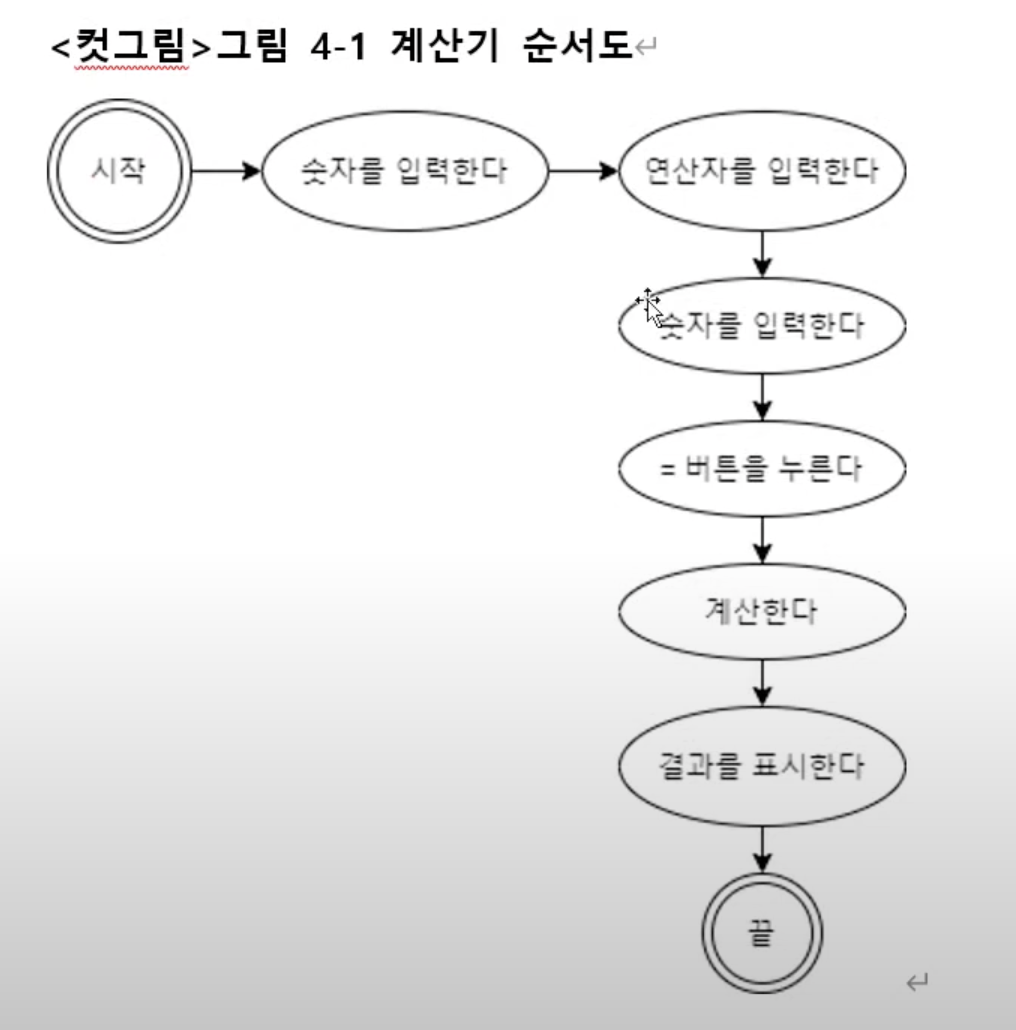 <컷그림>그림 4-1 계산기 순서도
시작
숫자를 입력한다
연산자를 입력한다
숫자를 입력한다
= 버튼을 누른다
계산한다
결과를 표시한다
끝